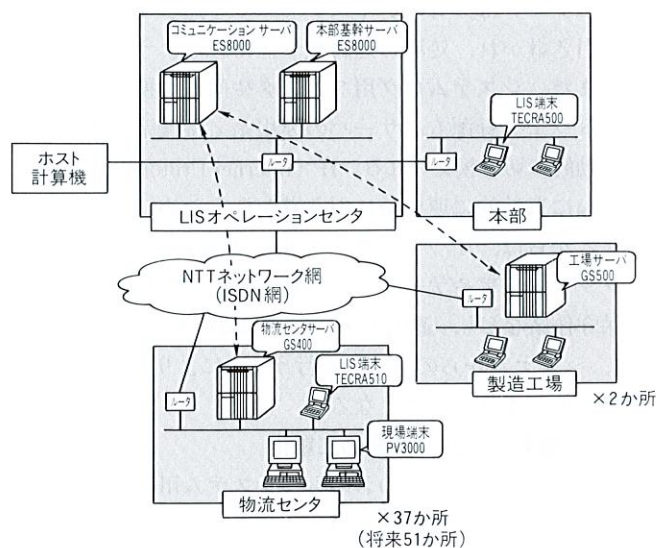 コミュニケーション サーバ
ES8000
本部基幹サーバ
ES8000
LIS端末
TECRA500
ホスト
計算機
ルータ
ルータ
LISオペレーションセンタ
本部
NTTネットワーク網
(ISDN網)
工場サーバ
GS500
ルータ
物流センタサーバ
GS400
LIS端末
TECRA510
製造工場
×2か所
ルータ
現場端末
PV3000
物流センタ
×37か所
(将来51か所)